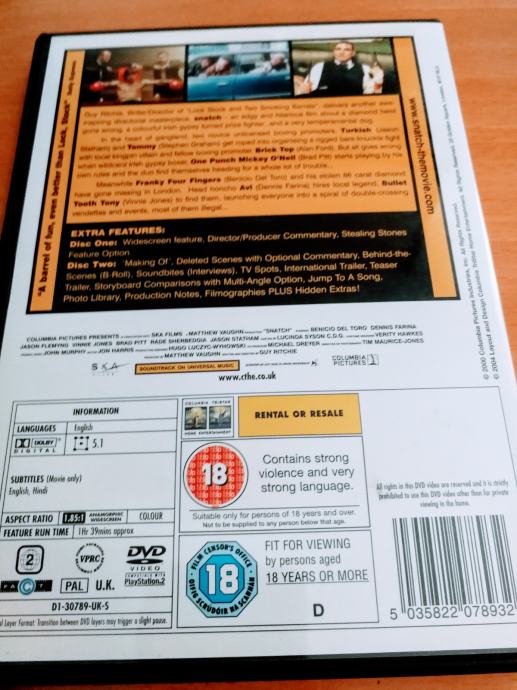 "A barrel of fun, even better than Lock, Stock!" - Daily Express
Guy Ritchie, Writer/Director of "Lock Stock and Two Smoking Barrels", delivers another awe-
inspiring directorial masterpiece. snatch - an edgy and hilarious film about a diamond heist
gone wrong, a colourful Irish gypsy turned prize fighter...and a very temperamental dog.
In the heart of gangland, two novice unlicensed boxing promoters, Turkish (Jason
Statham) and Tommy (Stephen Graham) get roped into organising a rigged bare-knuckle fight
with local kingpin villain and fellow boxing promoter, Brick Top (Alan Ford). But all goes wrong
when wildcard Irish gypsy boxer, One Punch Mickey O'Neil (Brad Pitt) starts playing by his
own rules and the duo find themselves heading for a whole lot of trouble...
Meanwhile Franky Four Fingers (Benicio Del Toro) and his stolen 86 carat diamond
have gone missing in London. Head honcho Avi (Dennis Farina) hires local legend, Bullet
Tooth Tony (Vinnie Jones) to find them, launching everyone into a spiral of double-crossing
vendettas and events, most of them illegal...
www.snatch-themovie.com
EXTRA FEATURES:
Disc One: Widescreen feature, Director/Producer Commentary, Stealing Stones
Feature Option
Disc Two: 'Making Of', Deleted Scenes with Optional Commentary, Behind-the-
Scenes (B-Roll), Soundbites (Interviews), TV Spots, International Trailer, Teaser
Trailer, Storyboard Comparisons with Multi-Angle Option, Jump To A Song,
Photo Library, Production Notes, Filmographies PLUS Hidden Extras!
COLUMBIA PICTURES PRESENTS SKA FILMS MATTHEW VAUGHN "SNATCH" BENICIO DEL TORO DENNIS FARINA
JASON FLEMYNG VINNIE JONES BRAD PITT RADE SHERBEDGIA JASON STATHAM LUCINDA SYSON C.D.G. VERITY HAWKES
JOHN MURPHY JON HARRIS HUGO LUCZYC-WYHOWSKI MICHAEL DREYER TIM MAURICE-JONES
MATTHEW VAUGHN GUY RITCHIE
SKA
FILMS
SOUNDTRACK ON UNIVERSAL MUSIC
COLUMBIA
PICTURES
www.cthe.co.uk
© 2000 Columbia Pictures Industries, Inc. All Rights Reserved.
INFORMATION
LANGUAGES English
DOLBY
DIGITAL
5.1
SUBTITLES (Movie only)
English, Hindi
ASPECT RATIO 1.85:1 ANAMORPHIC WIDESCREEN COLOUR
FEATURE RUN TIME 1Hr 39mins approx
2
VPRC
DVD
VIDEO
COMPATIBLE WITH
PlayStation.2
FACT
PAL U.K.
D1-30789-UK-S
Layer Format: Transition between DVD layers may trigger a slight pause.
COLUMBIA TRISTAR
HOME ENTERTAINMENT
RENTAL OR RESALE
18
Contains strong
violence and very
strong language.
Suitable only for persons of 18 years and over.
Not to be supplied to any person below that age.
FILM CENSOR'S OFFICE
18
OIFIG SCRÚDÓIR NA SCANNÁN
FIT FOR VIEWING
by persons aged
18 YEARS OR MORE
D
All rights in this DVD video are reserved and it is strictly
prohibited to use this DVD video other than for private
viewing in the home.
5 035822 078932